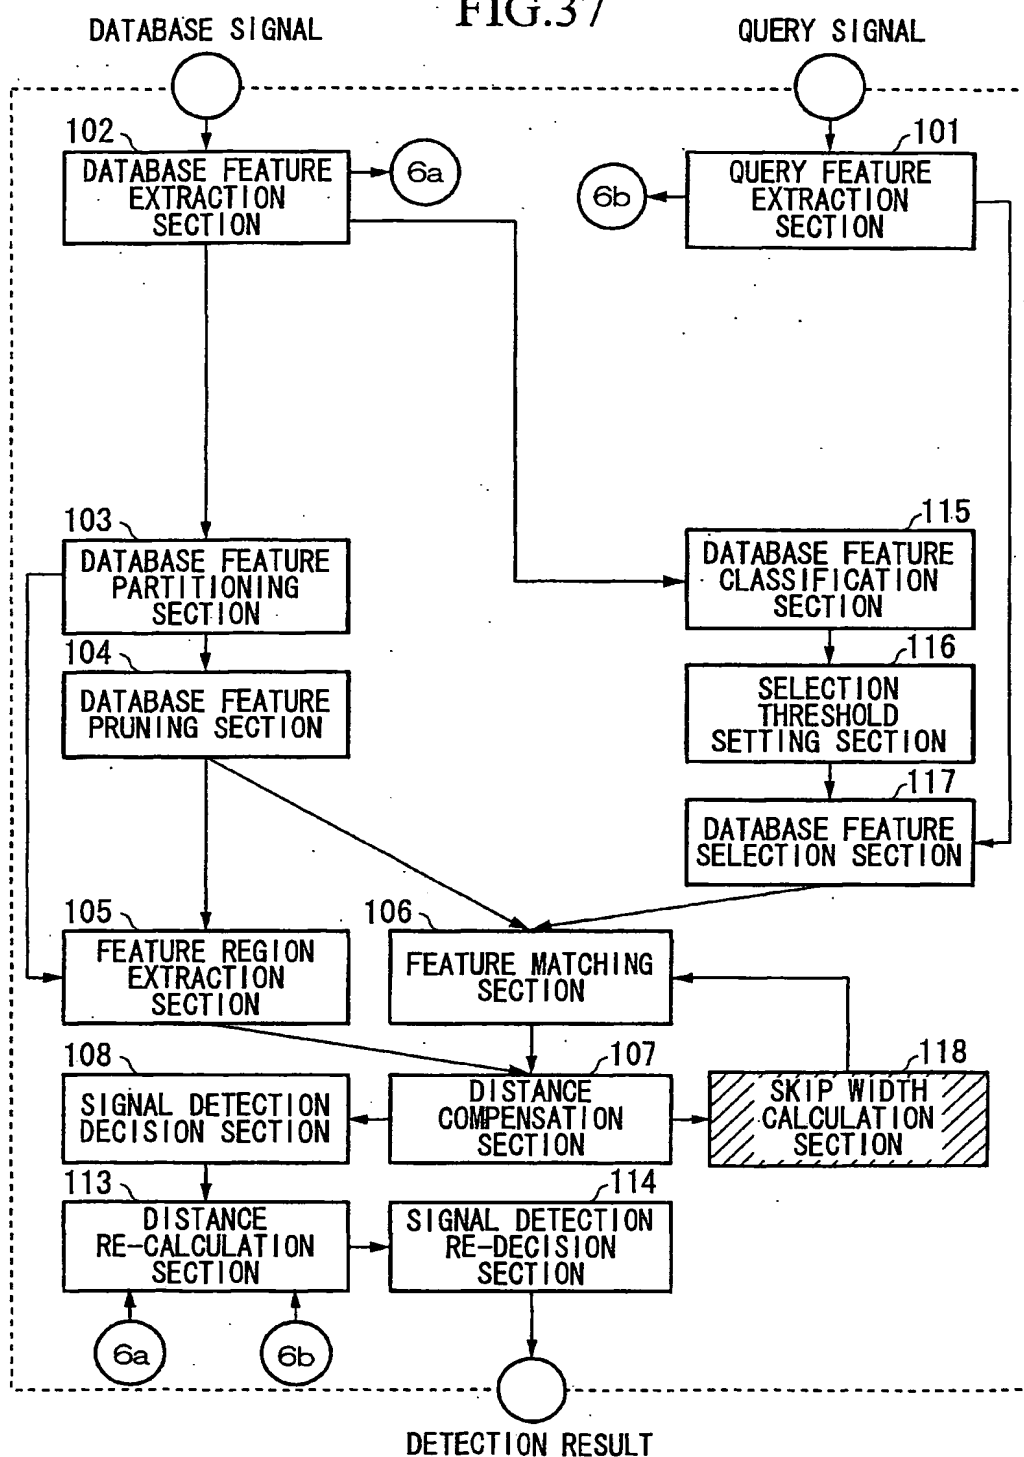 FIG.37
DATABASE SIGNAL
QUERY SIGNAL
102
DATABASE FEATURE
EXTRACTION
SECTION
6a
6b
101
QUERY FEATURE
EXTRACTION
SECTION
103
DATABASE FEATURE
PARTITIONING
SECTION
115
DATABASE FEATURE
CLASSIFICATION
SECTION
104
DATABASE FEATURE
PRUNING SECTION
116
SELECTION
THRESHOLD
SETTING SECTION
117
DATABASE FEATURE
SELECTION SECTION
105
FEATURE REGION
EXTRACTION
SECTION
106
FEATURE MATCHING
SECTION
108
SIGNAL DETECTION
DECISION SECTION
107
DISTANCE
COMPENSATION
SECTION
118
SKIP WIDTH
CALCULATION
SECTION
113
DISTANCE
RE-CALCULATION
SECTION
114
SIGNAL DETECTION
RE-DECISION
SECTION
6a
6b
DETECTION RESULT